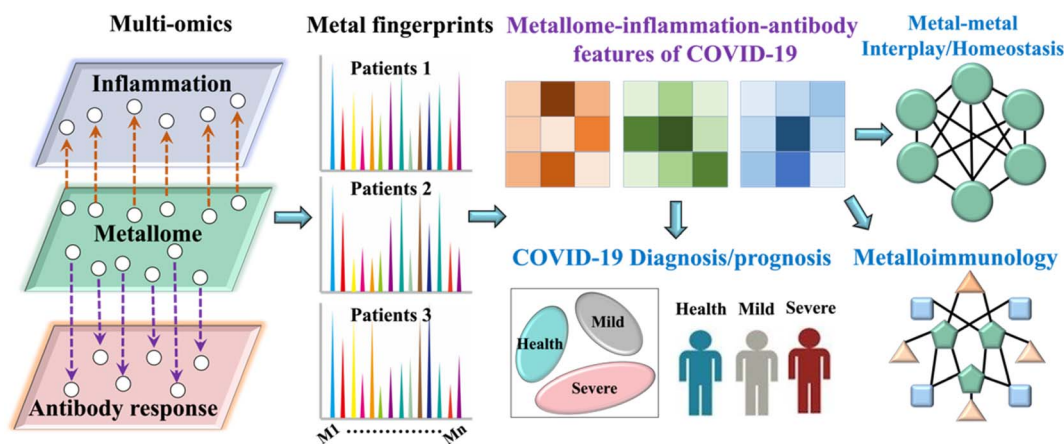 Multi-omics
Inflammation
Metallome
Antibody response
Metal fingerprints
Patients 1
Patients 2
Patients 3
M1 Mn
Metallome-inflammation-antibody
features of COVID-19
COVID-19 Diagnosis/prognosis
Health
Mild
Severe
Health Mild Severe
Metal-metal
Interplay/Homeostasis
Metalloimmunology